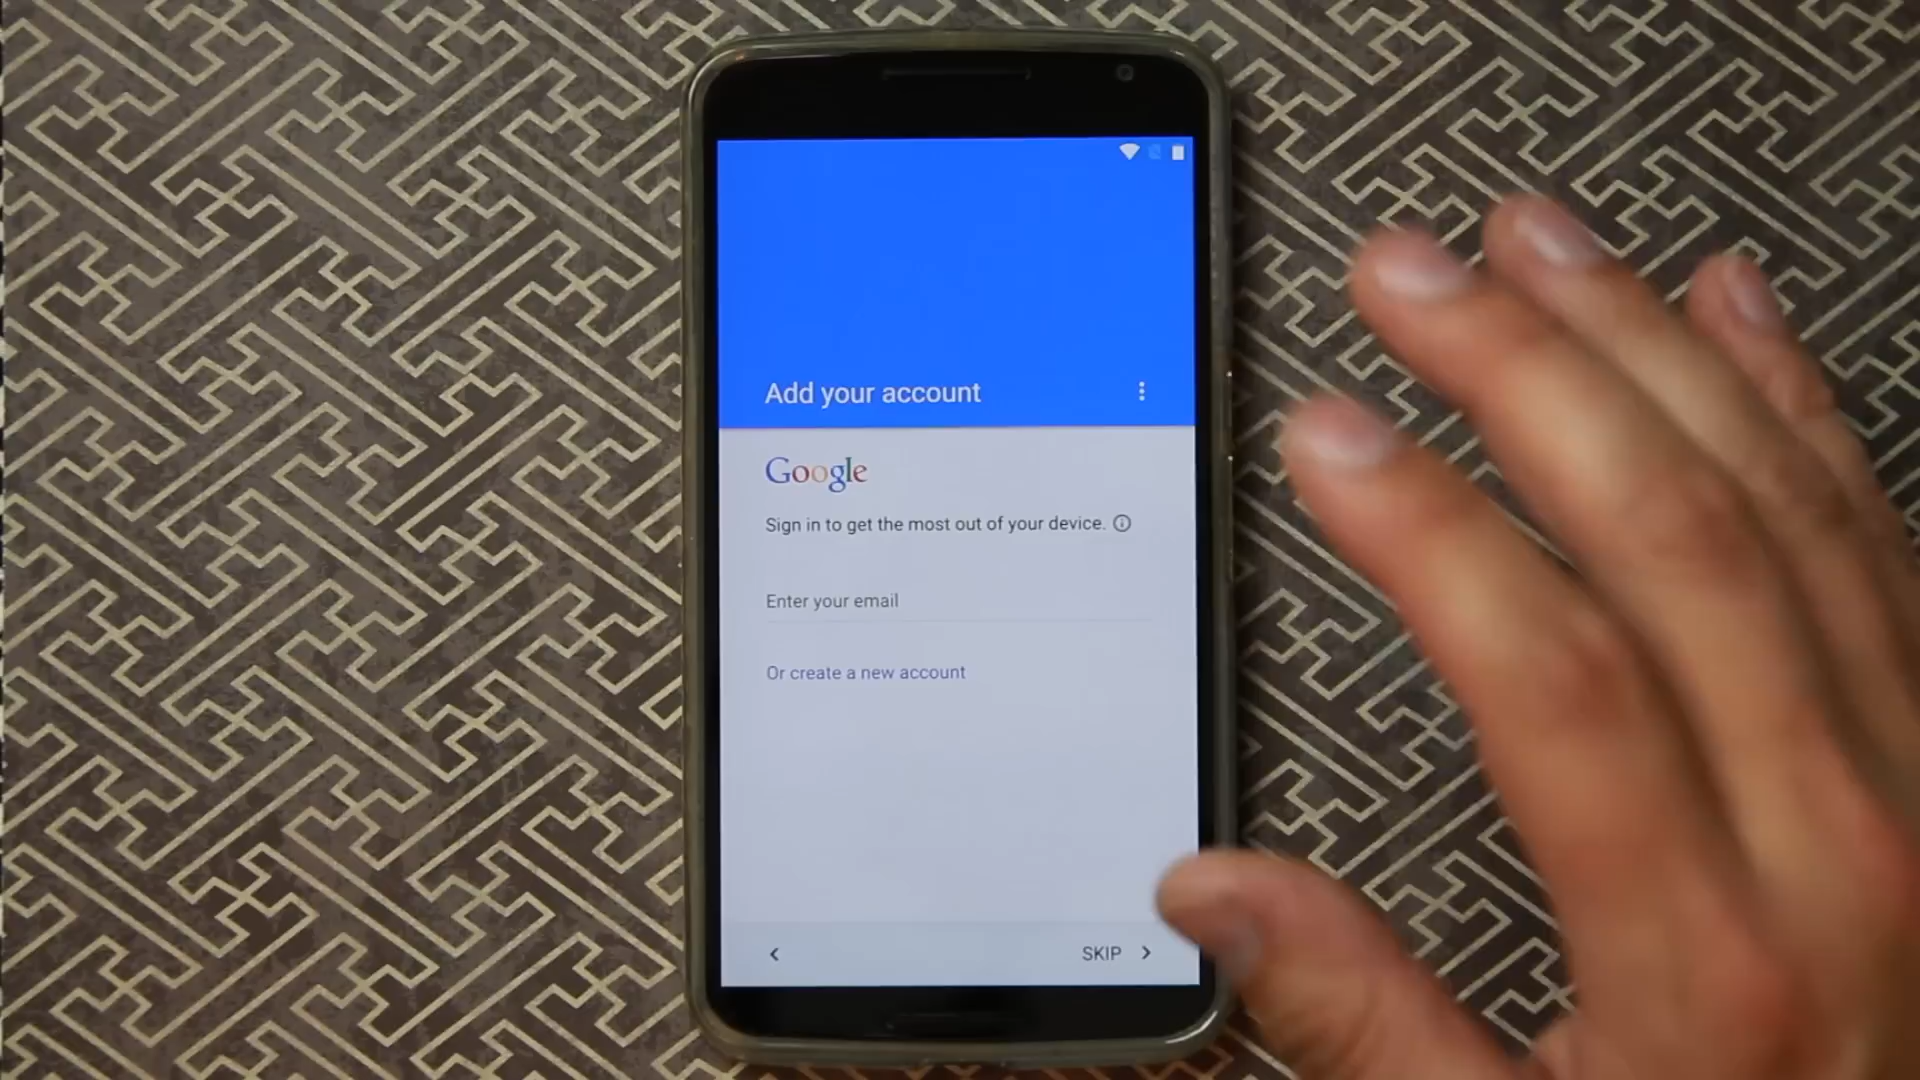 Add your account
Google
Sign in to get the most out of your device.
Enter your email
Or create a new account
SKIP